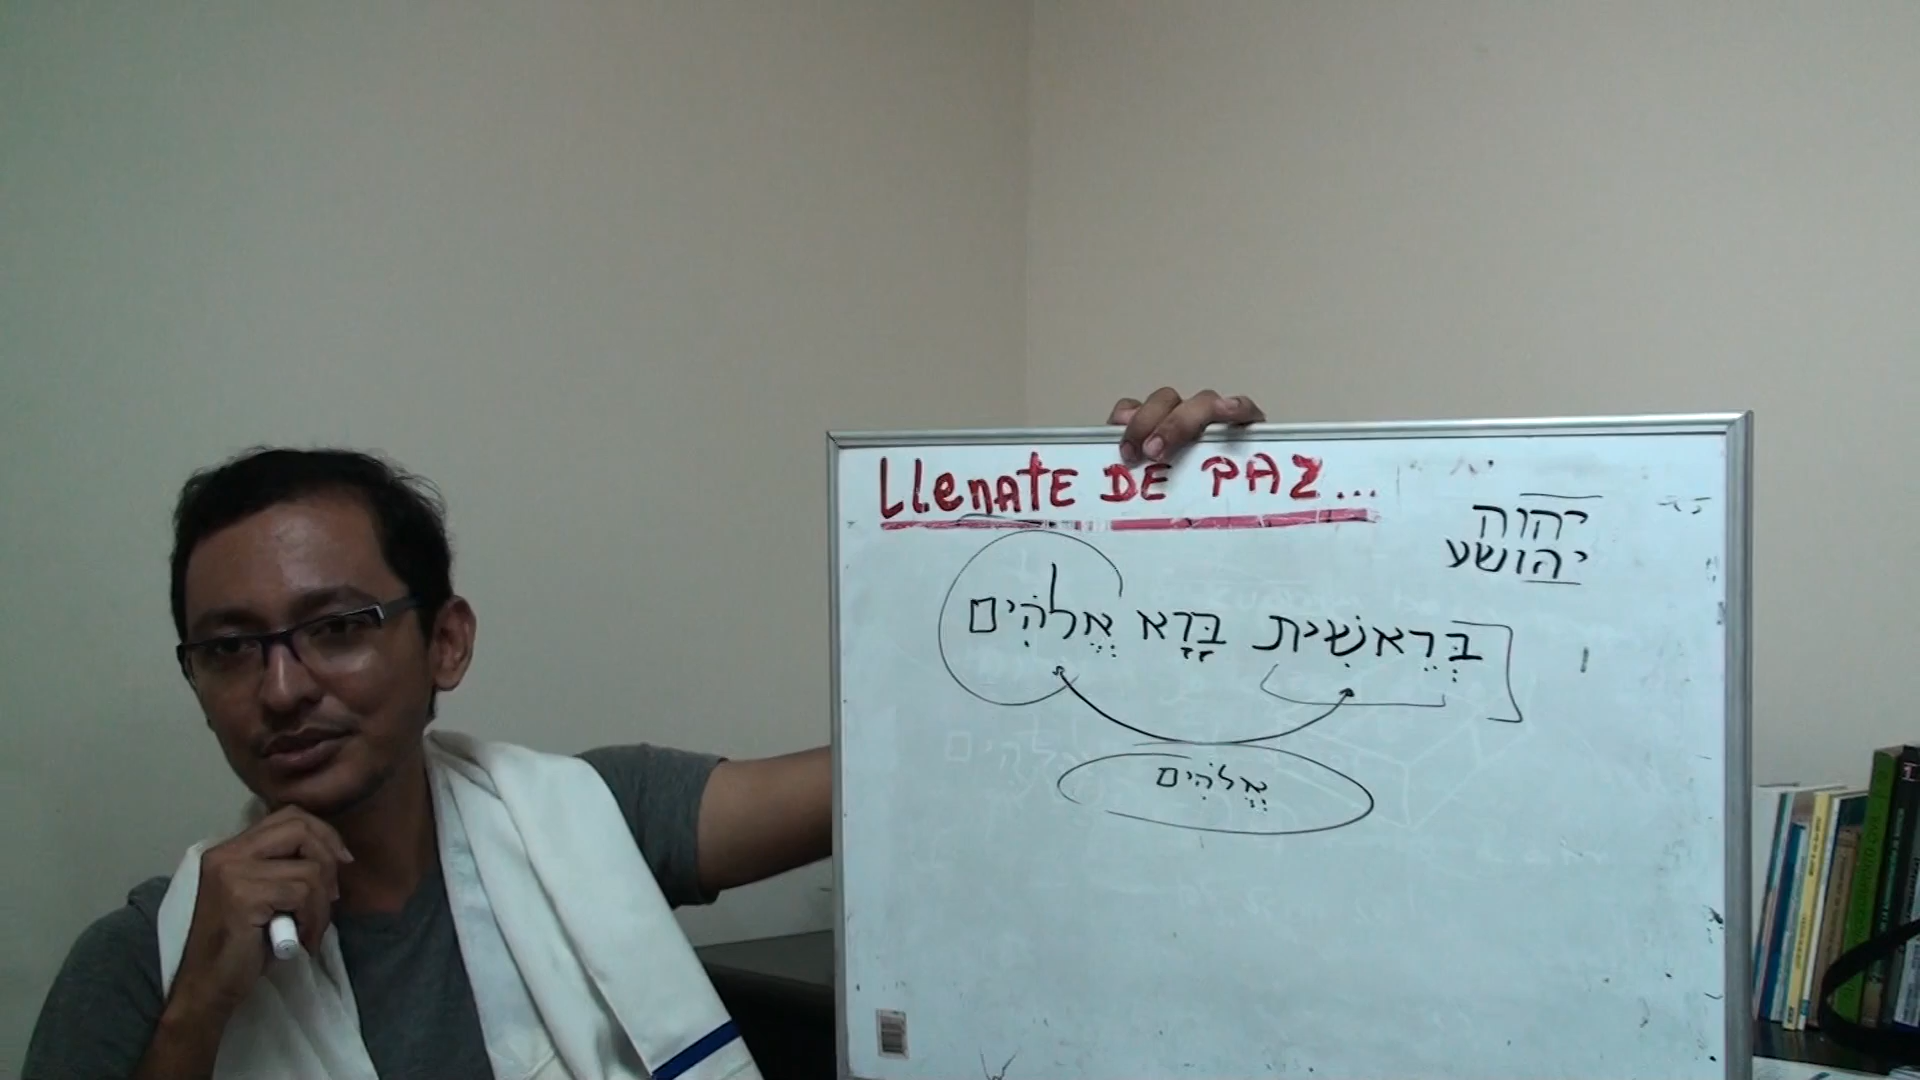 LLeNATE DE PAZ...
יהוה
יהושע
בְּרֵאשִׁית בָּרָא אֱלֹהִים
אֱלֹהִים